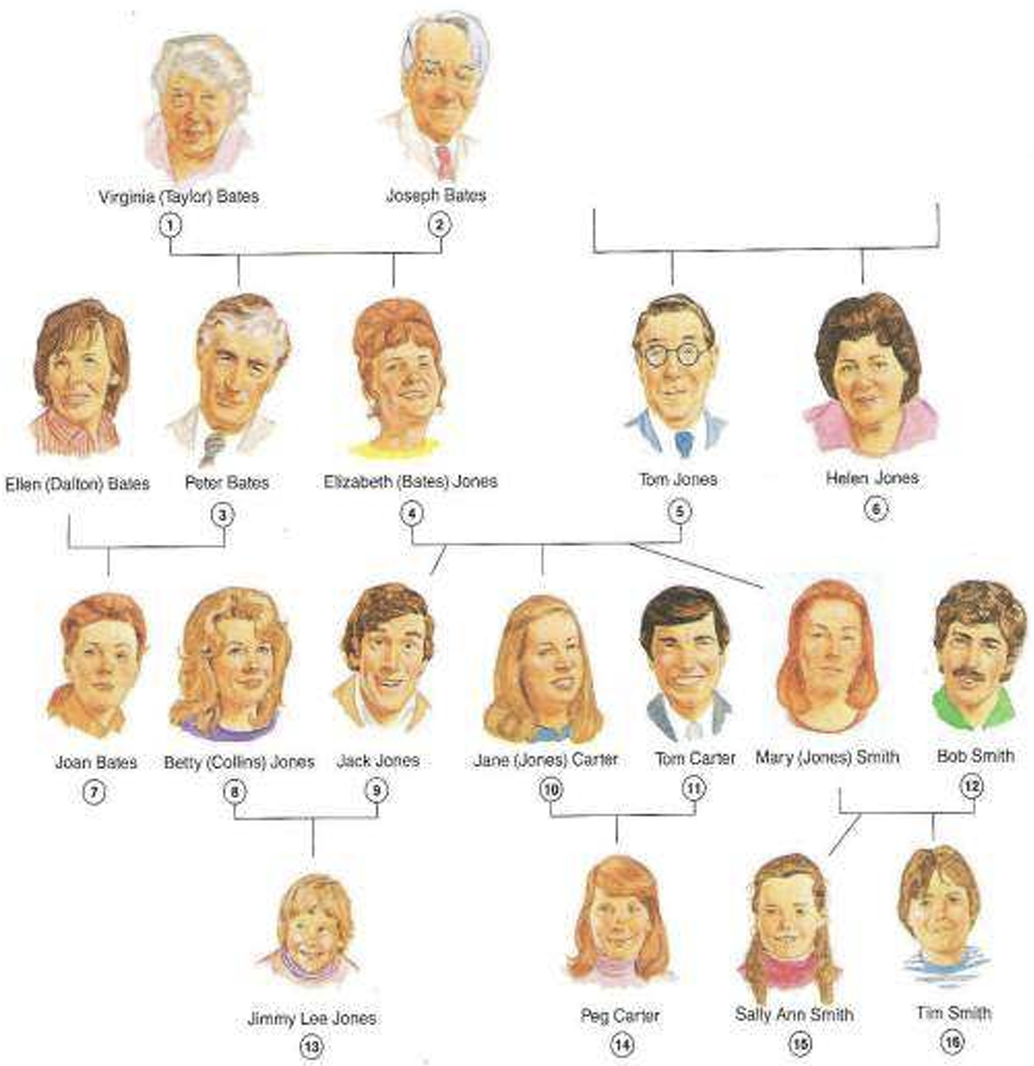 Virginia (Taylor) Bates
Joseph Bates
1
2
Ellen (Dalton) Bates
Peter Bates
Elizabeth (Bates) Jones
Tom Jones
Helen Jones
3
4
5
6
Joan Bates
Betty (Collins) Jones
Jack Jones
Jane (Jones) Carter
Tom Carter
Mary (Jones) Smith
Bob Smith
7
8
9
10
11
12
Jimmy Lee Jones
Peg Carter
Sally Ann Smith
Tim Smith
13
14
15
16